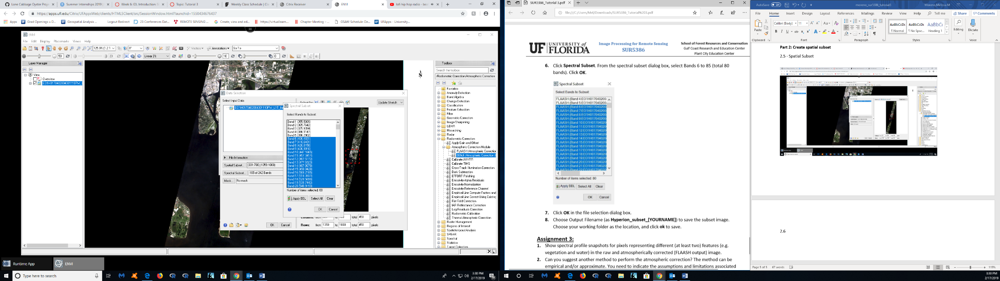 Lone Cabbage Oyster Proje
Summer Internships 2019 |
Week 6: IDL Introduction: S
Topic: Tutorial 3
Weekly Class Schedule | Cla
Citrix Receiver
ENVI
lofi hip hop radio - bea
https://apps.ufl.edu/Citrix/UFAppsWeb/clients/HTML5Client/src/SessionWindow.html?launchid=1550434676437
Apps
Grad Openings » D...
Geospatial Analysis ...
Logout Redirect
23 Conferences Dat...
REMOTE SENSING ...
Create, view and ed...
https://virtuallearn...
Chapter Meeting –...
GSAW-Schedule-De...
UFApps - University...
ENVI
File Edit Display Placemarks Views Help
50
20
125.0% (1.2:1
0°
Vectors
Annotations
Go To
Linear 2%
10
0
Layer Manager
View
Overview
EO1H0170402004301110PW_
Data Selection
Select Input Data
EO1H0170402004301110PW_L1T_bi
Update Stretch
File Information
Spatial Subset... (331:780),(1359:1808)
Spectral Subset... 165 of 242 Bands
Mask... No mask
OK Cancel
total 450 pixels
Rows: from 1359 to 1808 total 450 pixels
Spectral Subset
Select Bands to Subset:
Band 1 (355.5889)
Band 2 (365.7642)
Band 3 (375.9394)
Band 4 (386.1147)
Band 5 (396.2902)
Band 6 (406.4651)
Band 7 (416.6401)
Band 8 (426.8158)
Band 9 (436.9910)
Band 10 (447.1665)
Band 11 (457.3417)
Band 12 (467.5172)
Band 13 (477.6923)
Band 14 (487.8678)
Band 15 (498.0428)
Band 16 (508.2185)
Band 17 (518.3937)
Band 18 (528.5690)
Band 19 (538.7442)
Band 20 (548.9193)
Number of items selected: 80
Apply BBL Select All Clear
OK Cancel
N
Toolbox
Search the toolbox
/Radiometric Correction/Atmospheric Correction
Favorites
Anomaly Detection
Band Algebra
Change Detection
Classification
Feature Extraction
Filter
Geometric Correction
Image Sharpening
LiDAR
Mosaicking
Radar
Radiometric Correction
Apply Gain and Offset
Atmospheric Correction Module
FLAASH Atmospheric Correction
QUick Atmospheric Correction (
Calibrate AVHRR
Calibrate TIMS
Cross-Track Illumination Correction
Dark Subtraction
EFFORT Polishing
Emissivity Alpha Residuals
Emissivity Normalization
Emissivity Reference Channel
Empirical Line Compute Factors and
Empirical Line Correct Using Existing
Flat Field Correction
IAR Reflectance Correction
Log Residuals Correction
Radiometric Calibration
Thermal Atmospheric Correction
Raster Management
Regions of Interest
Spatiotemporal Analysis
SPEAR
Spectral
Statistics
Target Detection
Runtime App
ENVI
Type here to search
3:30 PM
2/17/2019
SUR5386_Tutorial 3.pdf
file:///C:/Users/Mel/Downloads/SUR5386_Tutorial%203.pdf
UF UNIVERSITY of FLORIDA
Image Processing for Remote Sensing
SUR5386
School of Forest Resources and Conservation
Gulf Coast Research and Education Center
Plant City Education Center
6. Click Spectral Subset. From the spectral subset dialog box, select Bands 6 to 85 (total 80
bands). Click OK.
Spectral Subset
Select Bands to Subset:
FLAASH (Band 4:EO1H01704020
FLAASH (Band 5:EO1H017040200
FLAASH (Band 6:EO1H017040200
FLAASH (Band 7:EO1H017040200
FLAASH (Band 8:EO1H017040200
FLAASH (Band 9:EO1H017040200
FLAASH (Band 10:EO1H01704020
FLAASH (Band 11:EO1H01704020
FLAASH (Band 12:EO1H01704020
FLAASH (Band 13:EO1H01704020
FLAASH (Band 14:EO1H01704020
FLAASH (Band 15:EO1H01704020
FLAASH (Band 16:EO1H01704020
FLAASH (Band 17:EO1H01704020
FLAASH (Band 18:EO1H01704020
FLAASH (Band 19:EO1H01704020
FLAASH (Band 20:EO1H01704020
FLAASH (Band 21:EO1H01704020
FLAASH (Band 22:EO1H01704020
Number of items selected: 80
Apply BBL Select All Clear
OK Cancel
7. Click OK in the file selection dialog box.
8. Choose Output Filename (as Hyperion_subset_[YOURNAME]) to save the subset image.
Choose your working folder as the location, and click ok to save.
Assignment 3:
1. Show spectral profile snapshots for pixels representing different (at least two) features (e.g.
vegetation and water) in the raw and atmospherically corrected (FLAASH output) image.
2. Can you suggest another method to perform the atmospheric correction? The method can be
empirical and/or approximate. You need to indicate the assumptions and limitations associated
AutoSave Off
moreno_sur5386_tutorial3
Moreno,Melissa M
File Home Insert Design Layout References Mailings Review View Help Tell me Share Comments
Paste
Calibri (Body) 11
AaBbCcDc AaBbCcDc AaBbCc
¶ Normal ¶ No Spac... Heading 1
Editing
Dictate
Clipboard Font Paragraph Styles Voice
Part 2: Create spatial subset
2.5 - Spatial Subset
2.6
Page 5 of 5 67 words
115%
3:30 PM
2/17/2019